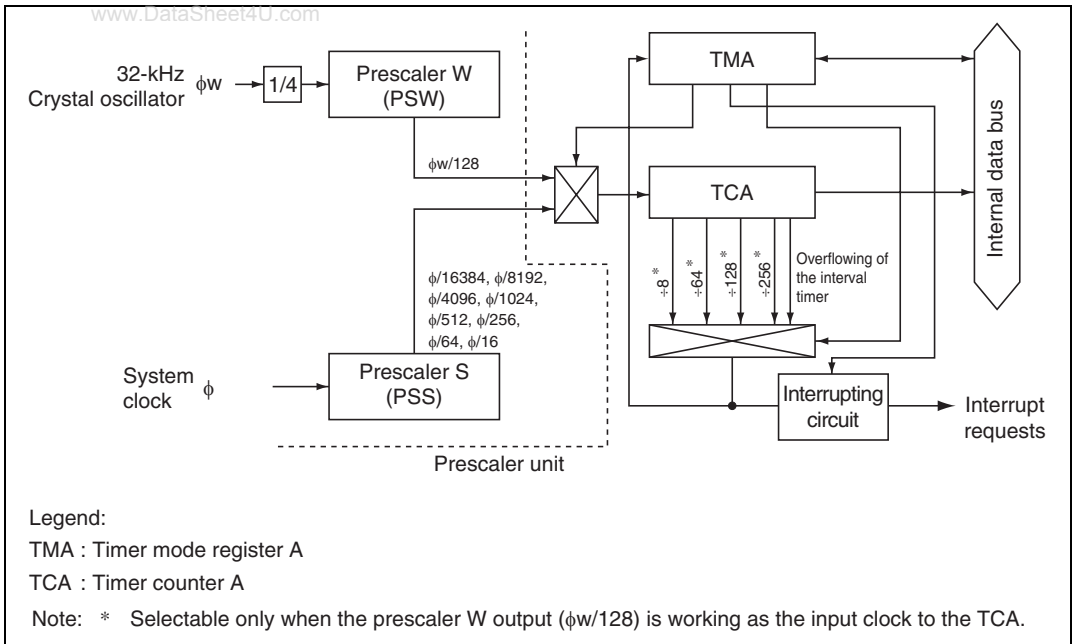 www.DataSheet4U.com
32-kHz
Crystal oscillator
φw
1/4
Prescaler W
(PSW)
φw/128
TMA
TCA
Internal data bus
÷8*
÷64*
÷128*
÷256*
Overflowing of
the interval
timer
φ/16384, φ/8192,
φ/4096, φ/1024,
φ/512, φ/256,
φ/64, φ/16
System
clock
φ
Prescaler S
(PSS)
Prescaler unit
Interrupting
circuit
Interrupt
requests
Legend:
TMA : Timer mode register A
TCA : Timer counter A
Note: * Selectable only when the prescaler W output (φw/128) is working as the input clock to the TCA.